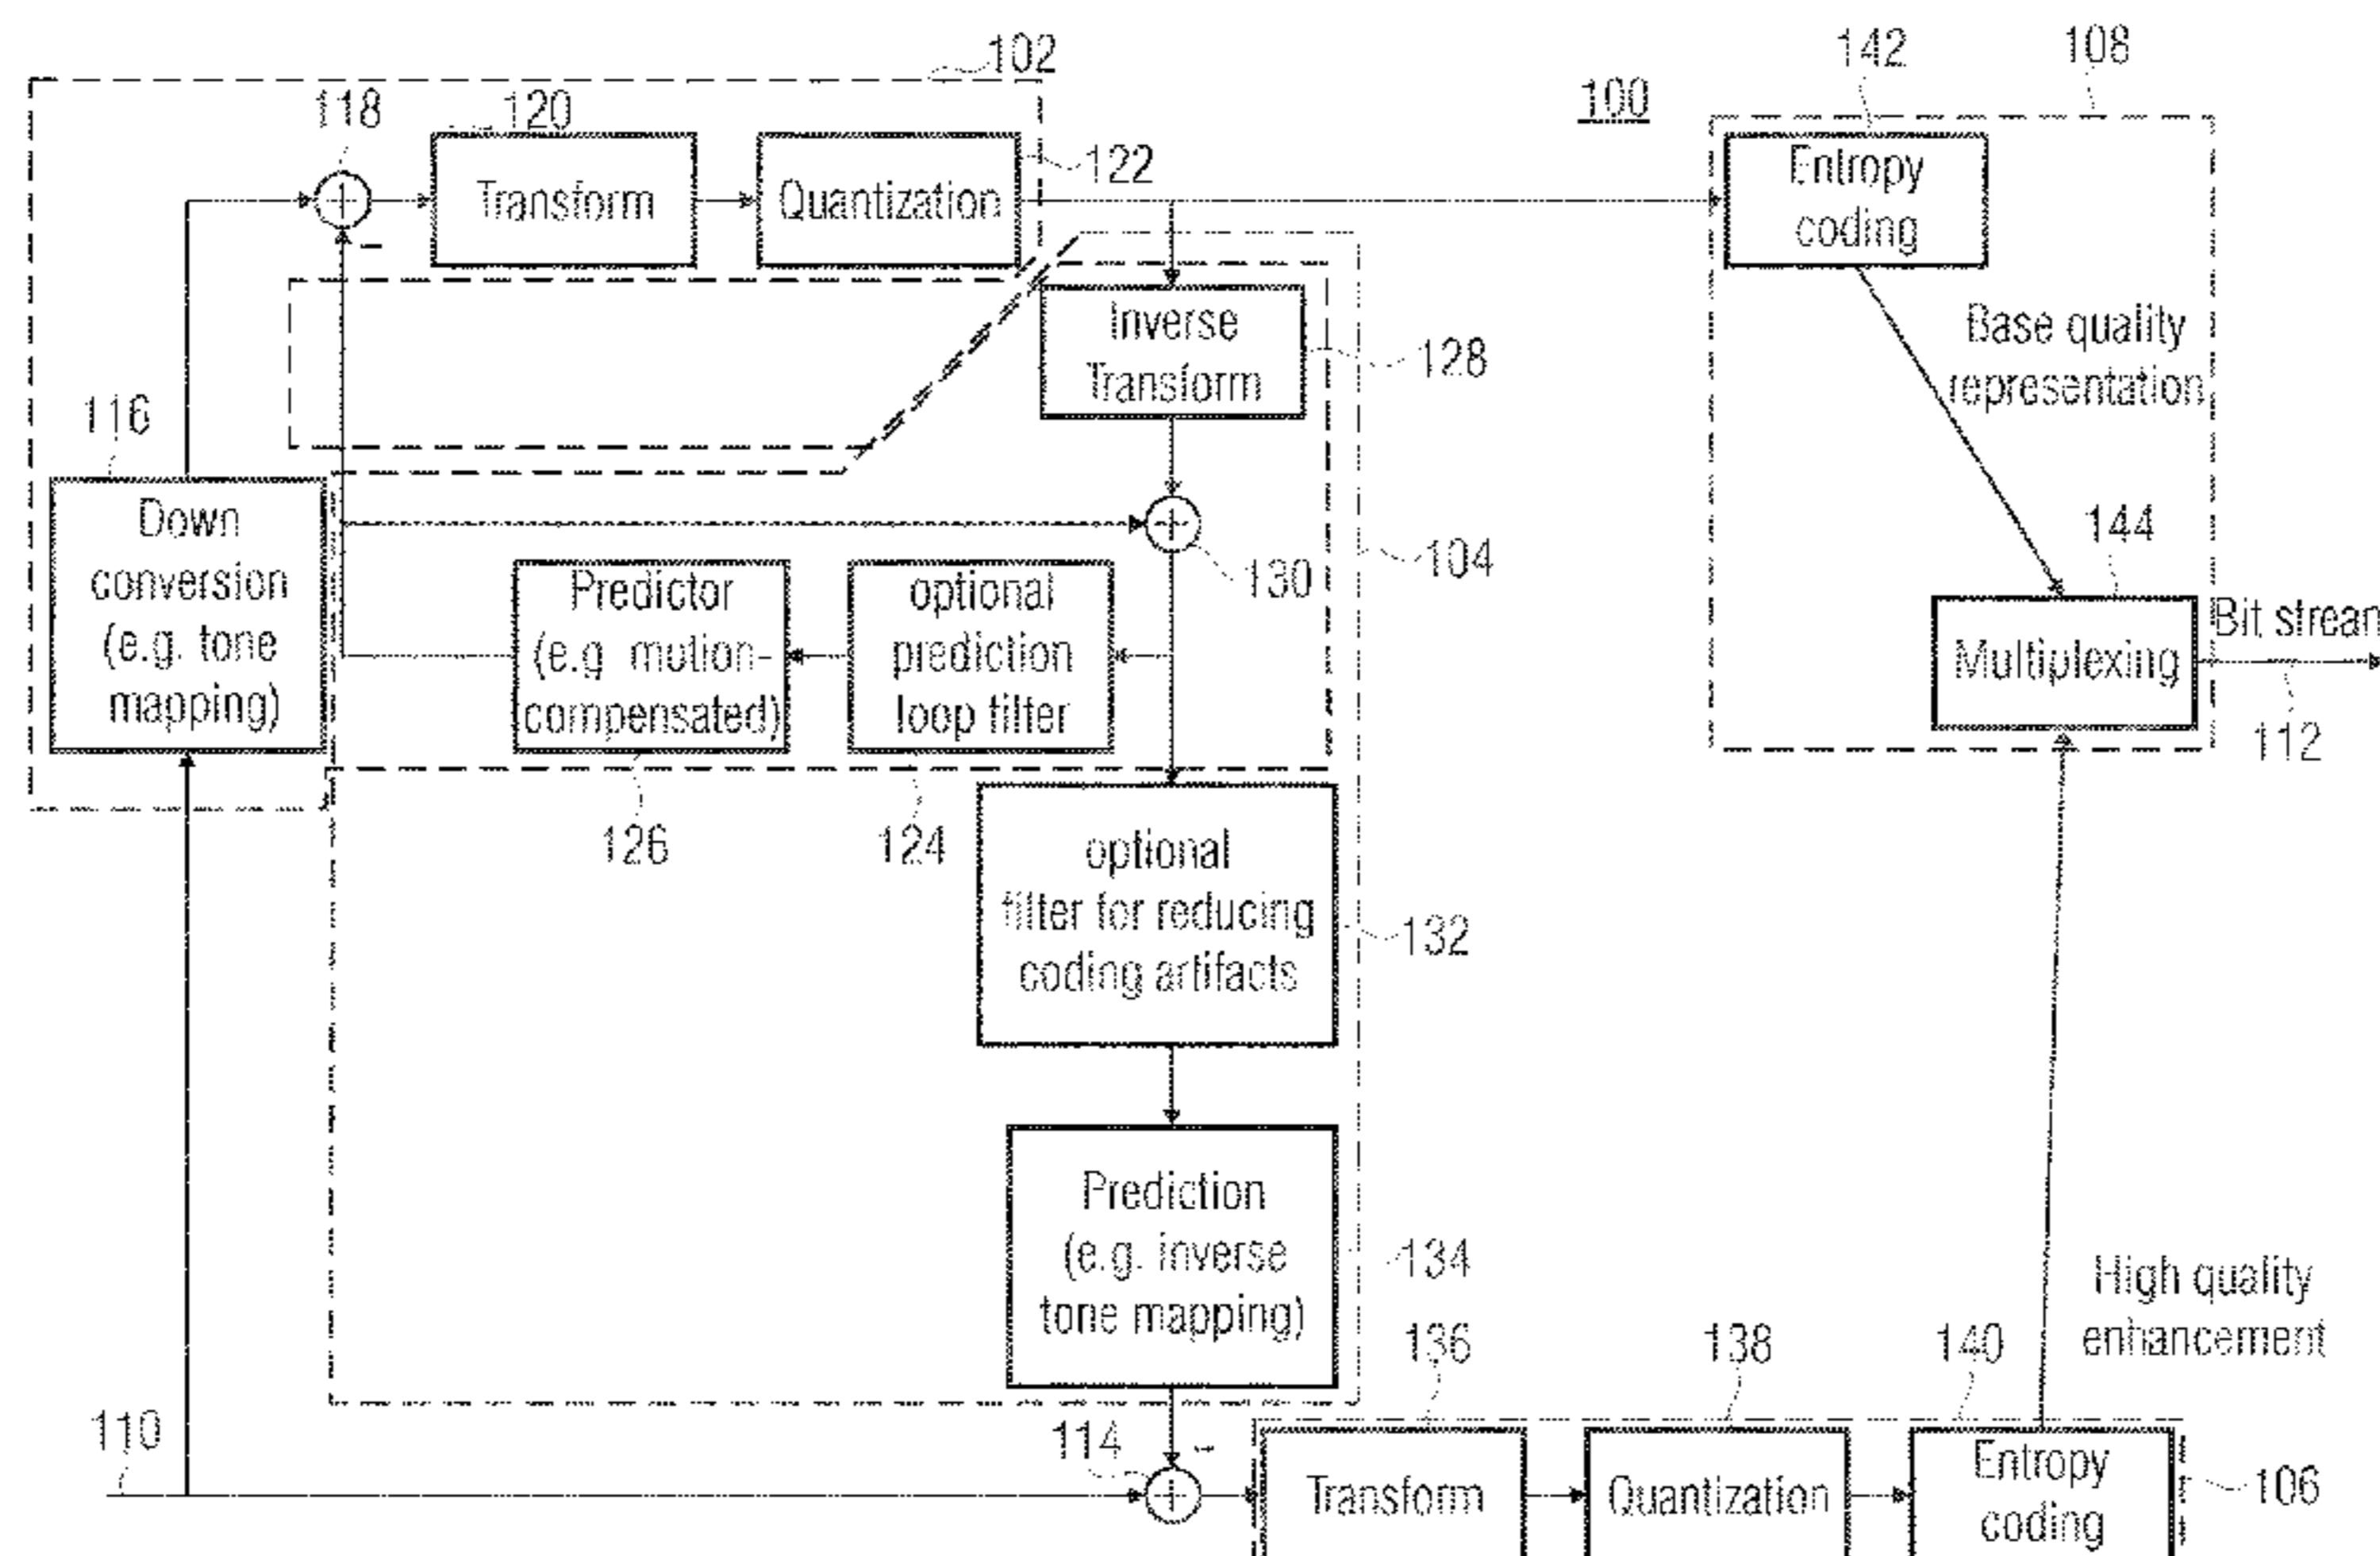 102
118
120
Transform
Quantization
122
100
142
108
Entropy
coding
Base quality
representation
Inverse
Transform
128
116
Down
conversion
(e.g. tone
mapping)
130
104
144
Multiplexing
Bit strea
112
Predictor
(e.g motion-
compensated)
optional
prediction
loop filter
126
124
optional
filter for reducing
coding artifacts
132
Prediction
(e.g. inverse
tone mapping)
134
High quality
enhancement
136
138
140
110
114
Transform
Quantization
Entropy
coding
106